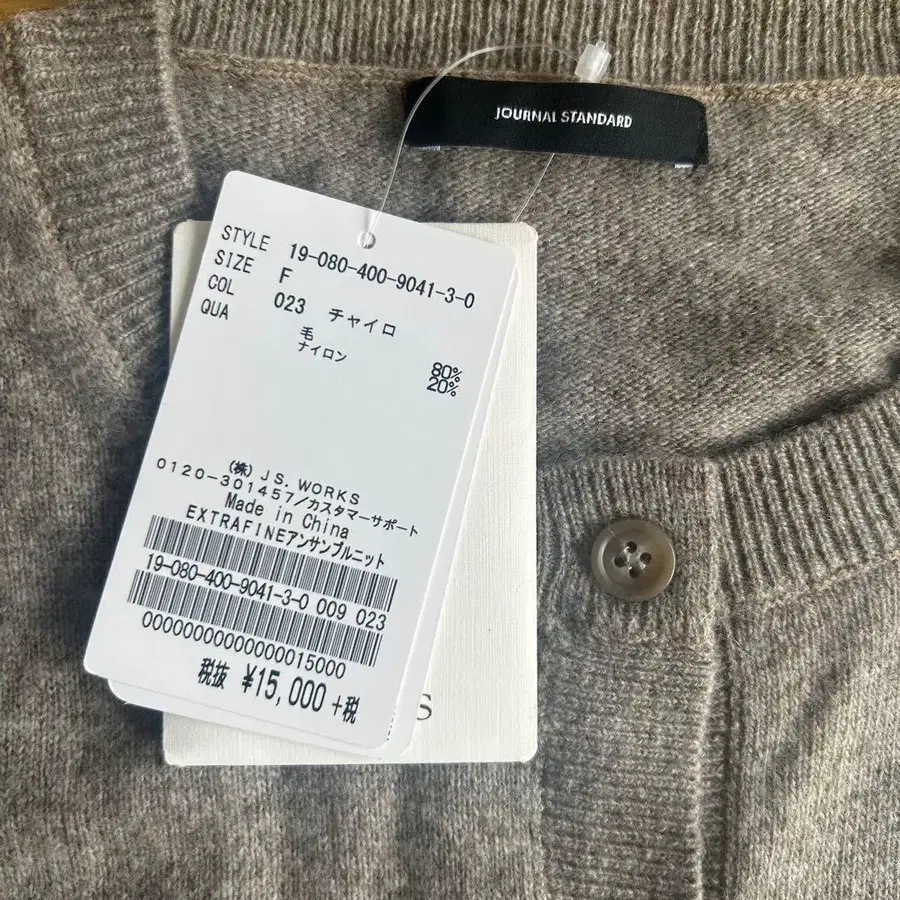 JOURNAL STANDARD
STYLE 19-080-400-9041-3-0
SIZE F
COL 023 チャイロ
QUA 毛 80%
ナイロン 20%
(株)JS.WORKS
0120-301457/カスタマーサポート
Made in China
EXTRAFINEアンサンブルニット
19-080-400-9041-3-0 009 023
00000000000000015000
税抜 ¥15,000+税
S